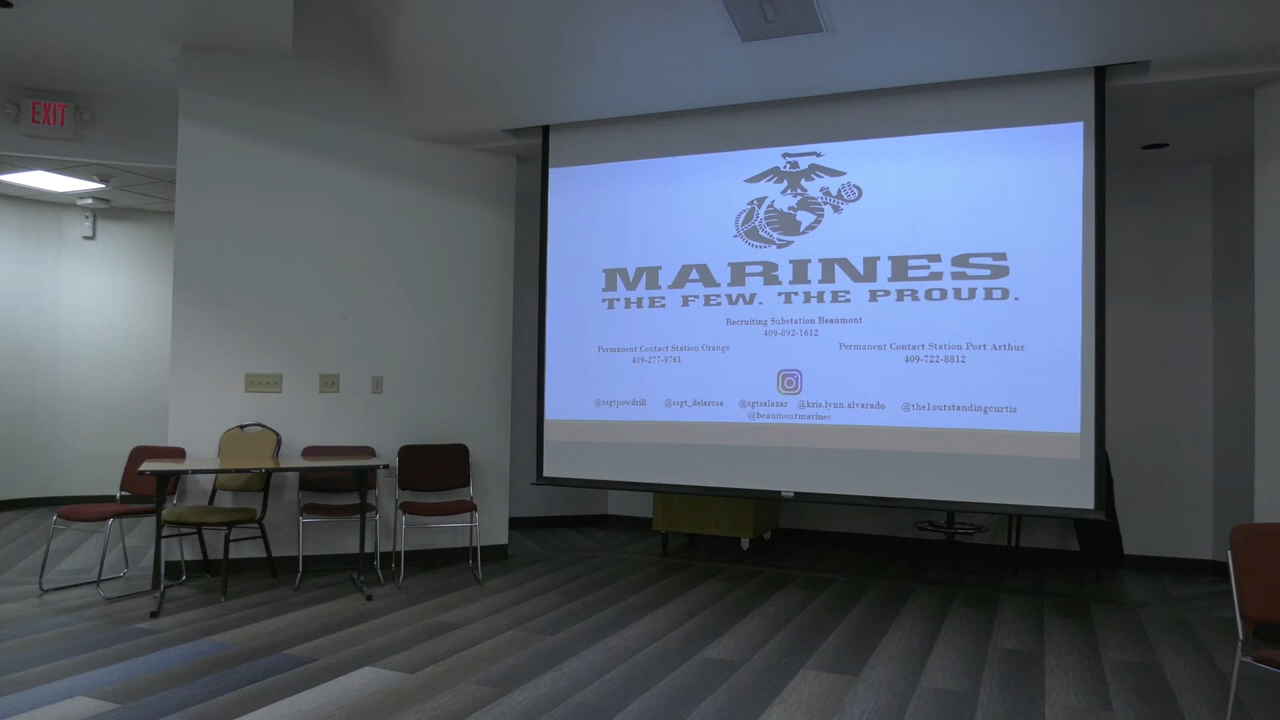 EXIT
MARINES
THE FEW. THE PROUD.
Recruiting Substation Beaumont
409-892-1612
Permanent Contact Station Orange
409-277-9761
Permanent Contact Station Port Arthur
409-722-8812
@ssgtpowdrill @ssgt_delarosa @sgtsalazar @kris.lynn.alvarado @the1outstandingcurtis
@beaumontmarines